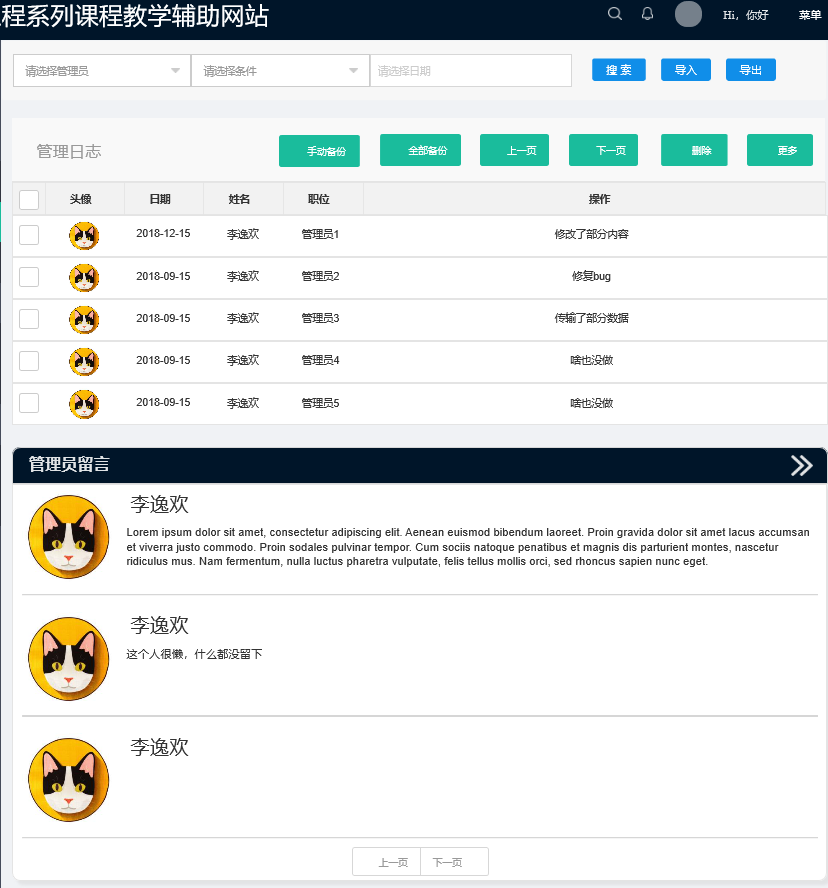 程系列课程教学辅助网站
Hi，你好 菜单
请选择管理员 请选择条件 请选择日期 搜 索 导入 导出
管理日志 手动备份 全部备份 上一页 下一页 删除 更多
头像 日期 姓名 职位 操作
2018-12-15 李逸欢 管理员1 修改了部分内容
2018-09-15 李逸欢 管理员2 修复bug
2018-09-15 李逸欢 管理员3 传输了部分数据
2018-09-15 李逸欢 管理员4 啥也没做
2018-09-15 李逸欢 管理员5 啥也没做
管理员留言
李逸欢
Lorem ipsum dolor sit amet, consectetur adipiscing elit. Aenean euismod bibendum laoreet. Proin gravida dolor sit amet lacus accumsan
et viverra justo commodo. Proin sodales pulvinar tempor. Cum sociis natoque penatibus et magnis dis parturient montes, nascetur
ridiculus mus. Nam fermentum, nulla luctus pharetra vulputate, felis tellus mollis orci, sed rhoncus sapien nunc eget.
李逸欢
这个人很懒，什么都没留下
李逸欢
上一页 下一页